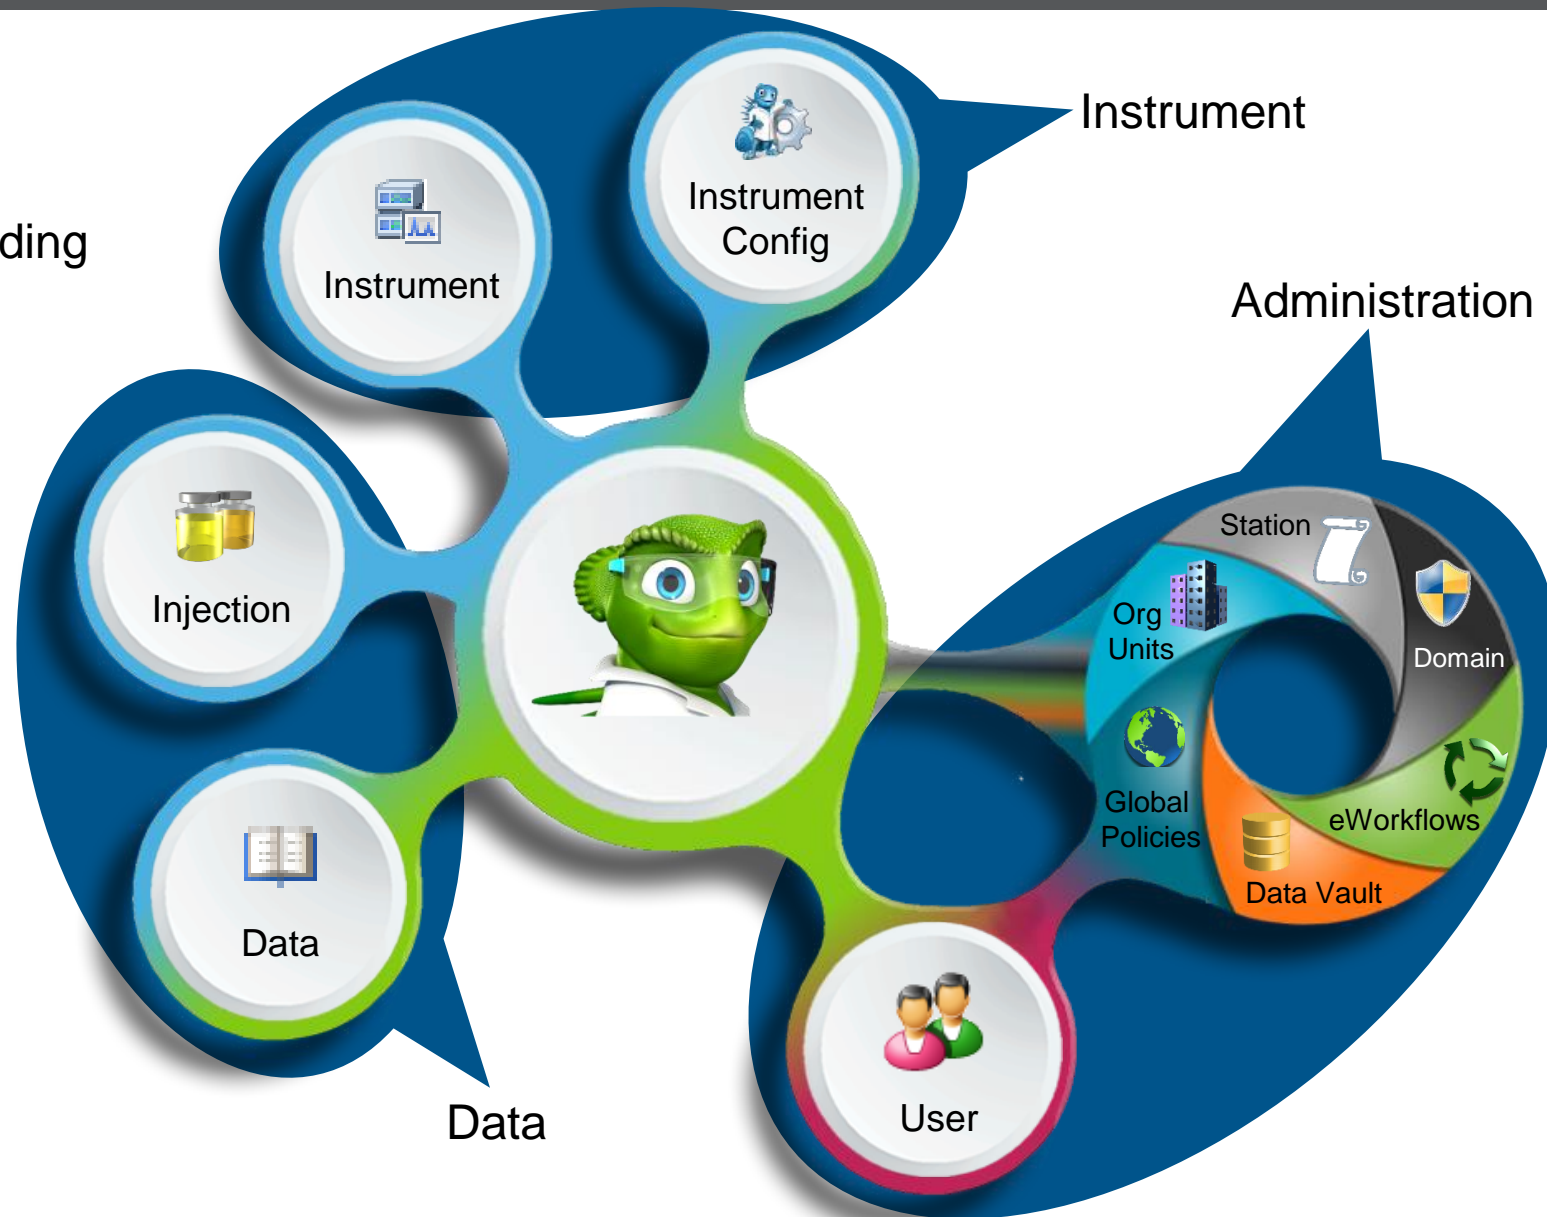 Instrument
Instrument
Config
ding
Instrument
Administration
Station
Org
Units
Domain
Injection
Global
Policies
eWorkflows
Data Vault
Data
User
Data